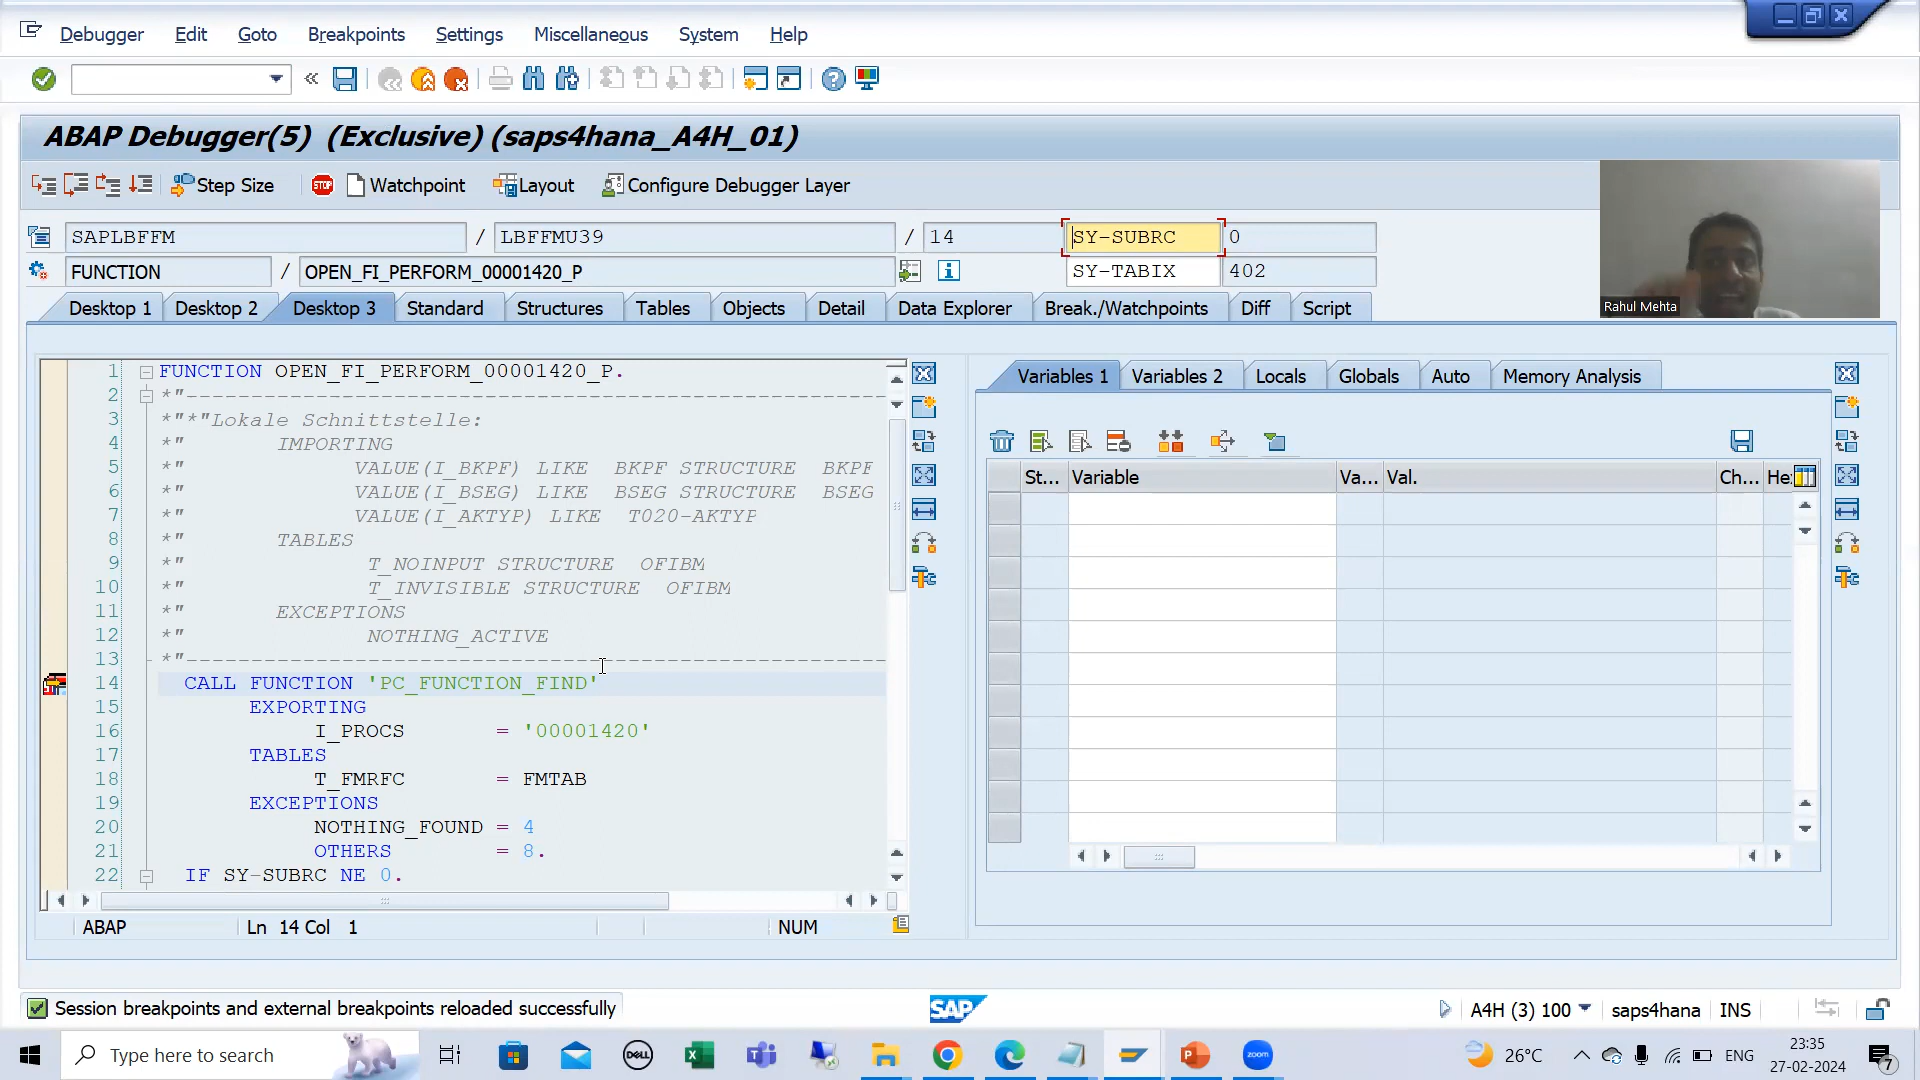 Debugger Edit Goto Breakpoints Settings Miscellaneous System Help
ABAP Debugger(5) (Exclusive) (saps4hana_A4H_01)
Step Size STOP Watchpoint Layout Configure Debugger Layer
SAPLBFFM / LBFFMU39 / 14 SY-SUBRC 0
FUNCTION / OPEN_FI_PERFORM_00001420_P SY-TABIX 402
Rahul Mehta
Desktop 1 Desktop 2 Desktop 3 Standard Structures Tables Objects Detail Data Explorer Break./Watchpoints Diff Script
Variables 1 Variables 2 Locals Globals Auto Memory Analysis
St... Variable Va... Val. Ch... He
1 FUNCTION OPEN_FI_PERFORM_00001420_P.
2 *"----------------------------------------------------------------------
3 *"*"Lokale Schnittstelle:
4 *" IMPORTING
5 *" VALUE(I_BKPF) LIKE BKPF STRUCTURE BKPF
6 *" VALUE(I_BSEG) LIKE BSEG STRUCTURE BSEG
7 *" VALUE(I_AKTYP) LIKE T020-AKTYP
8 *" TABLES
9 *" T_NOINPUT STRUCTURE OFIBM
10 *" T_INVISIBLE STRUCTURE OFIBM
11 *" EXCEPTIONS
12 *" NOTHING_ACTIVE
13 *"----------------------------------------------------------------------
14 CALL FUNCTION 'PC_FUNCTION_FIND'
15 EXPORTING
16 I_PROCS = '00001420'
17 TABLES
18 T_FMRFC = FMTAB
19 EXCEPTIONS
20 NOTHING_FOUND = 4
21 OTHERS = 8.
22 IF SY-SUBRC NE 0.
ABAP Ln 14 Col 1 NUM
Session breakpoints and external breakpoints reloaded successfully SAP A4H (3) 100 saps4hana INS
Type here to search DELL zoom 26°C ENG 23:35
27-02-2024 7